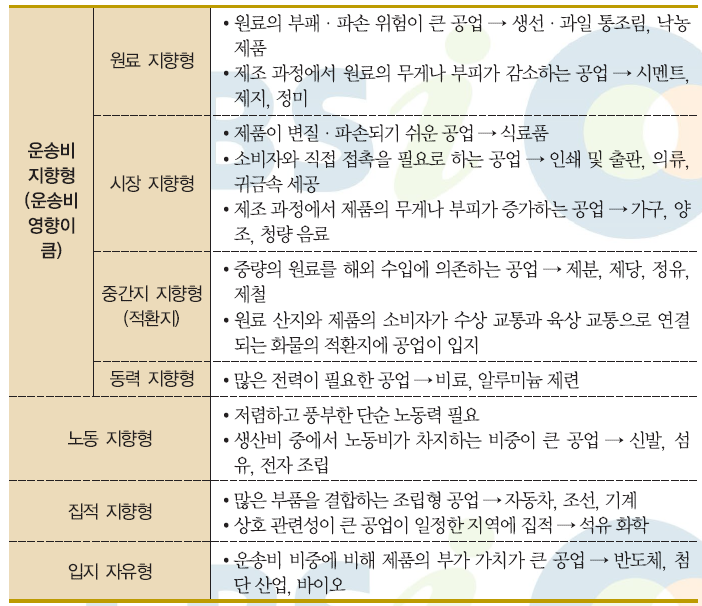 운송비
지향형
(운송비
영향이
큼)
원료 지향형
• 원료의 부패 · 파손 위험이 큰 공업 → 생선 · 과일 통조림, 낙농
제품
• 제조 과정에서 원료의 무게나 부피가 감소하는 공업 → 시멘트,
제지, 정미
시장 지향형
• 제품이 변질 · 파손되기 쉬운 공업 → 식료품
• 소비자와 직접 접촉을 필요로 하는 공업 → 인쇄 및 출판, 의류,
귀금속 세공
• 제조 과정에서 제품의 무게나 부피가 증가하는 공업 → 가구, 양
조, 청량 음료
중간지 지향형
(적환지)
• 중량의 원료를 해외 수입에 의존하는 공업 → 제분, 제당, 정유,
제철
• 원료 산지와 제품의 소비자가 수상 교통과 육상 교통으로 연결
되는 화물의 적환지에 공업이 입지
동력 지향형
• 많은 전력이 필요한 공업 → 비료, 알루미늄 제련
노동 지향형
• 저렴하고 풍부한 단순 노동력 필요
• 생산비 중에서 노동비가 차지하는 비중이 큰 공업 → 신발, 섬
유, 전자 조립
집적 지향형
• 많은 부품을 결합하는 조립형 공업 → 자동차, 조선, 기계
• 상호 관련성이 큰 공업이 일정한 지역에 집적 → 석유 화학
입지 자유형
• 운송비 비중에 비해 제품의 부가 가치가 큰 공업 → 반도체, 첨
단 산업, 바이오